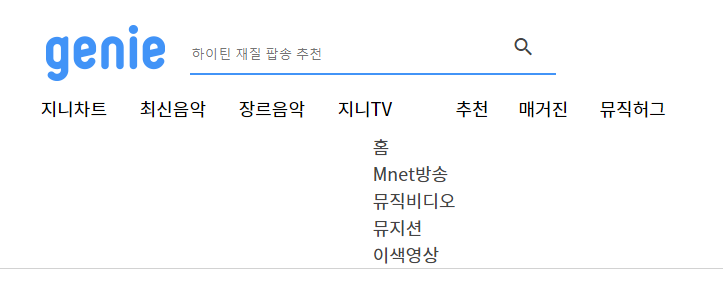 genie
하이틴 재질 팝송 추천
지니차트 최신음악 장르음악 지니TV 추천 매거진 뮤직허그
홈
Mnet방송
뮤직비디오
뮤지션
이색영상